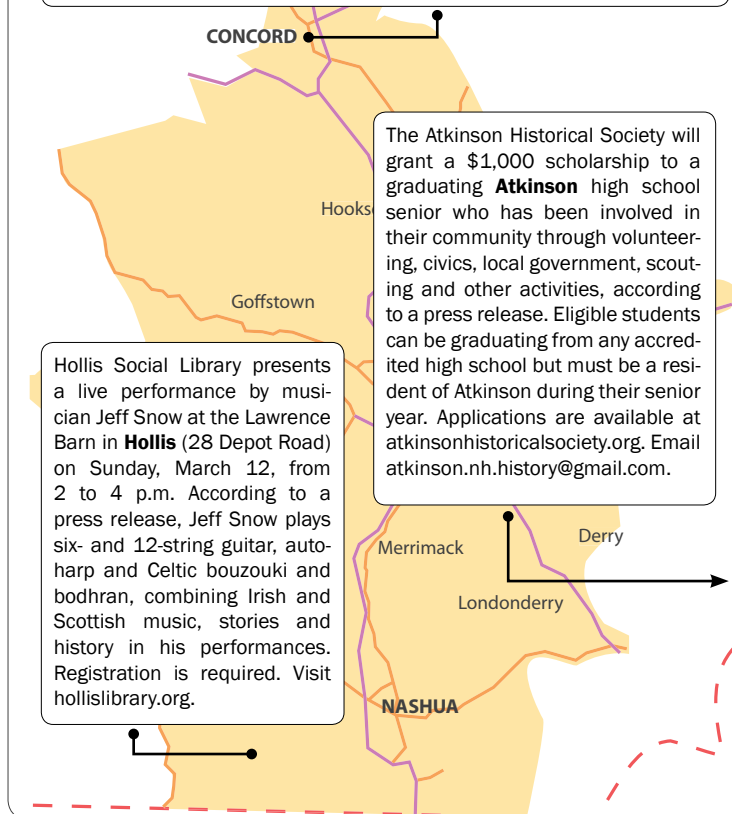 CONCORD
The Atkinson Historical Society will
grant a $1,000 scholarship to a
graduating Atkinson high school
senior who has been involved in
their community through volunteer-
ing, civics, local government, scout-
ing and other activities, according
to a press release. Eligible students
can be graduating from any accred-
ited high school but must be a resi-
dent of Atkinson during their senior
year. Applications are available at
atkinsonhistoricalsociety.org. Email
atkinson.nh.history@gmail.com.
Goffstown
Hollis Social Library presents
a live performance by musi-
cian Jeff Snow at the Lawrence
Barn in Hollis (28 Depot Road)
on Sunday, March 12, from
2 to 4 p.m. According to a
press release, Jeff Snow plays
six- and 12-string guitar, auto-
harp and Celtic bouzouki and
bodhran, combining Irish and
Scottish music, stories and
history in his performances.
Registration is required. Visit
hollislibrary.org.
Merrimack
Derry
Londonderry
NASHUA